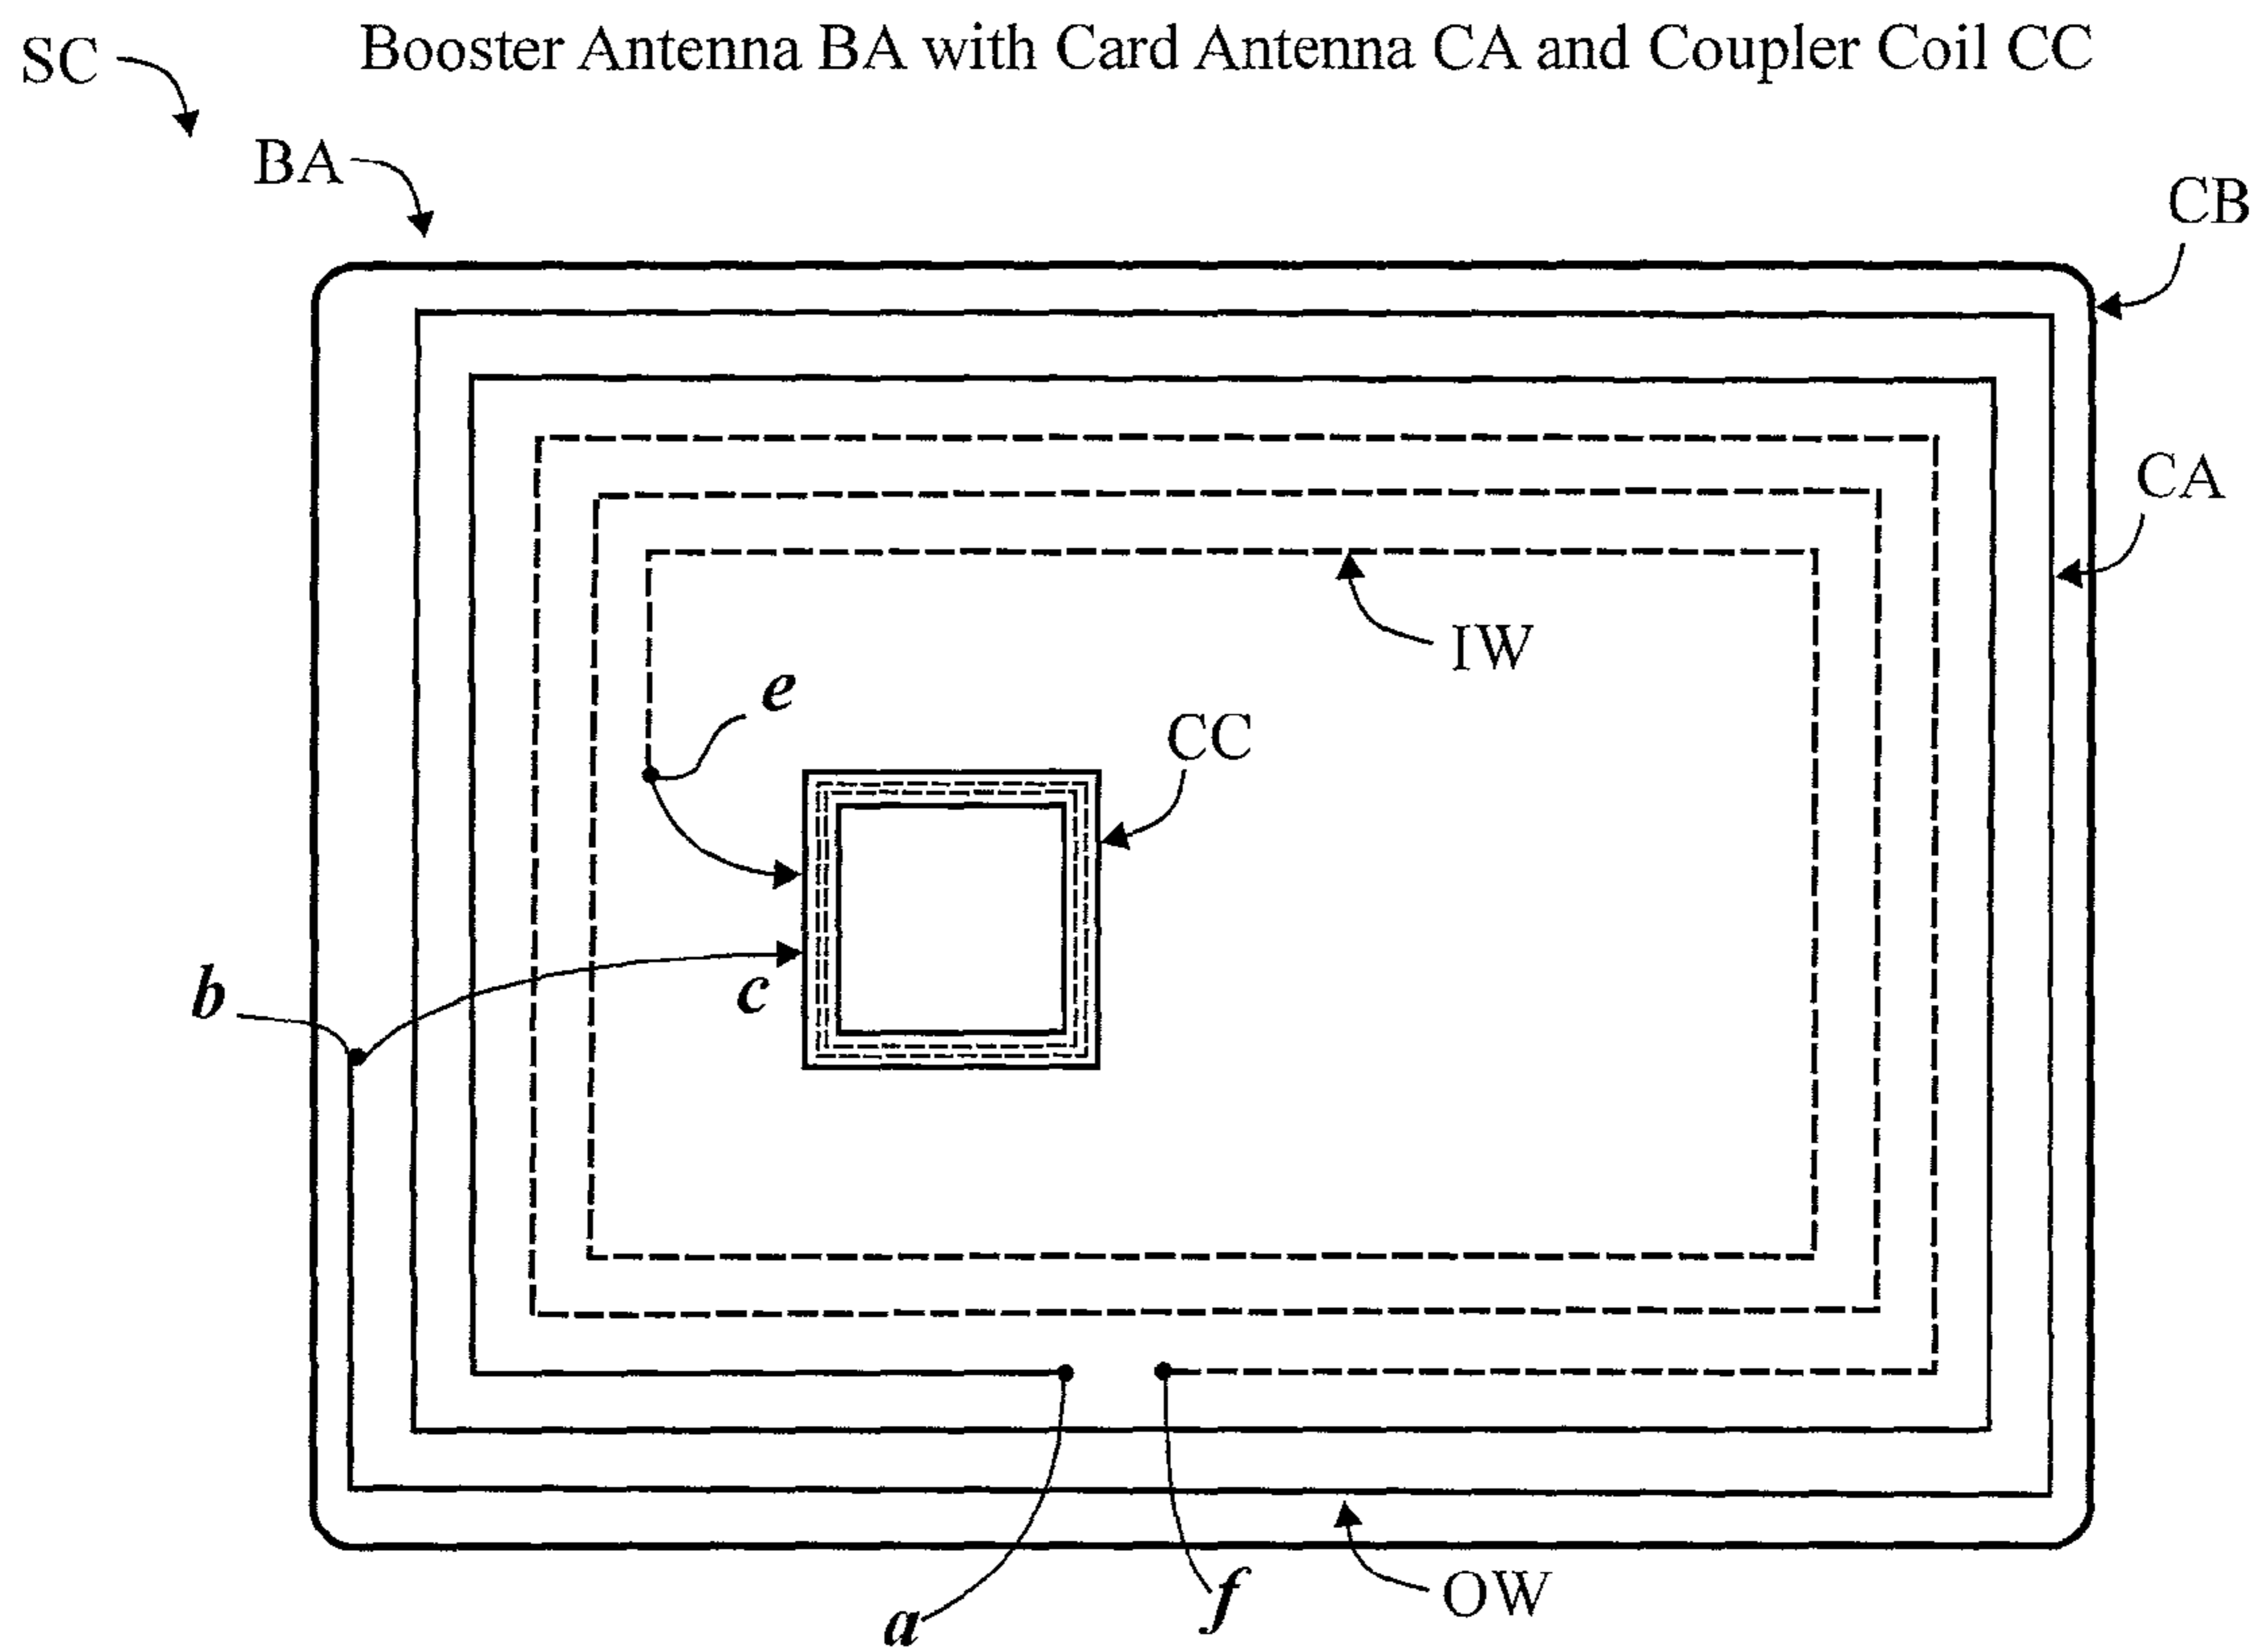 Booster Antenna BA with Card Antenna CA and Coupler Coil CC
SC
BA
CB
CA
IW
e
CC
b
c
OW
f
a